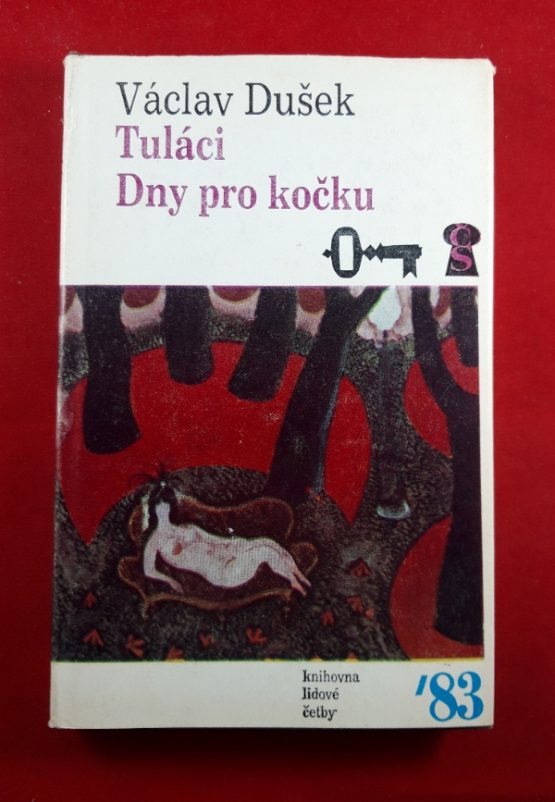 Václav Dušek
Tuláci
Dny pro kočku
ČS
knihovna
lidové
četby
'83